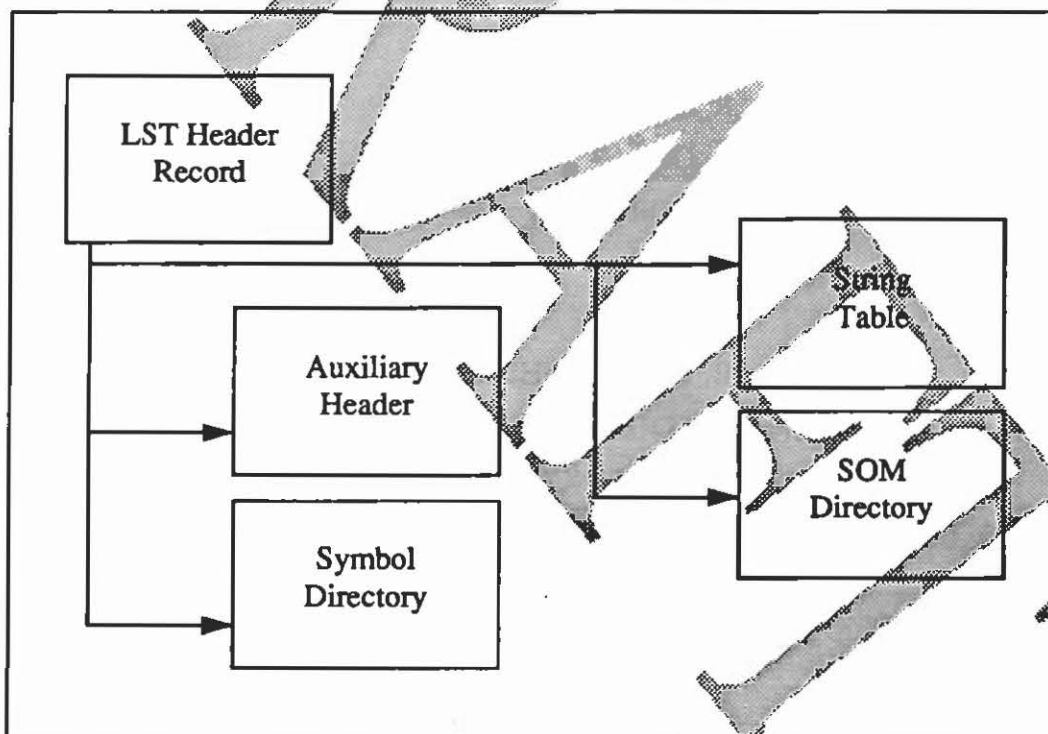 LST Header
Record
String
Table
Auxiliary
Header
SOM
Directory
Symbol
Directory